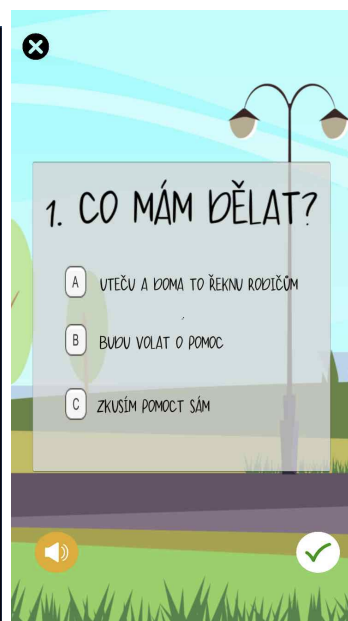 1. CO MÁM DĚLAT?
A UTEČU A DOMA TO ŘEKNU RODIČŮM
B BUDU VOLAT O POMOC
C ZKUSÍM POMOCT SÁM